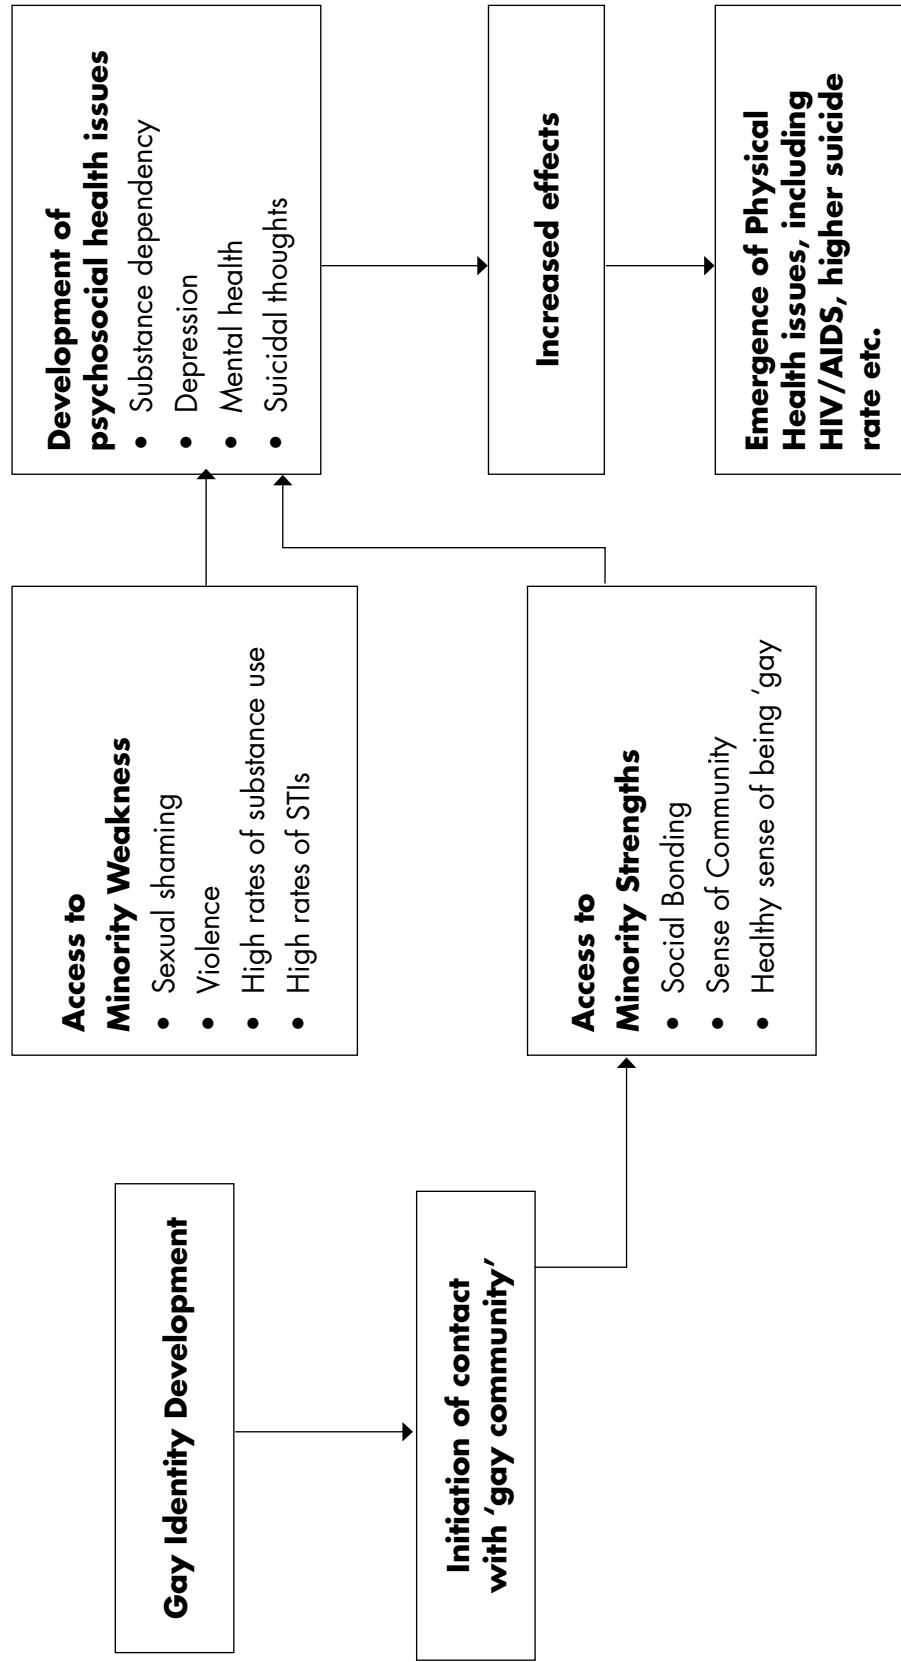 Gay Identity Development
Initiation of contact
with ‘gay community’
Access to
Minority Weakness
• Sexual shaming
• Violence
• High rates of substance use
• High rates of STIs
Access to
Minority Strengths
• Social Bonding
• Sense of Community
• Healthy sense of being ‘gay
Development of
psychosocial health issues
• Substance dependency
• Depression
• Mental health
• Suicidal thoughts
Increased effects
Emergence of Physical
Health issues, including
HIV/AIDS, higher suicide
rate etc.